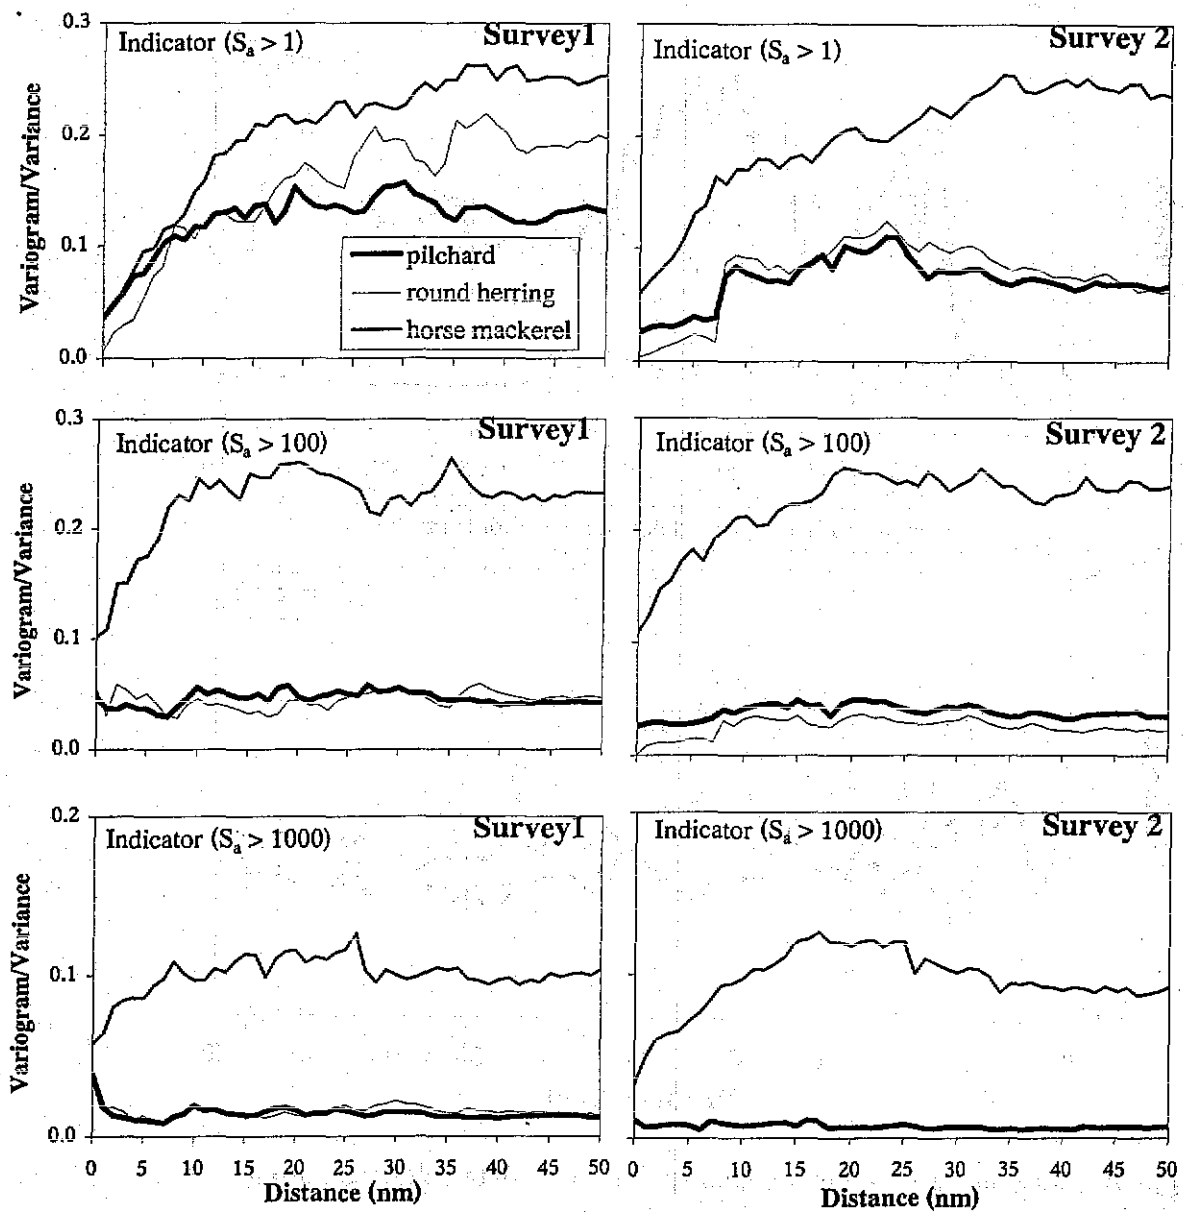 0.3
Indicator (Sₐ > 1)
Survey1
0.2
0.1
0.0
Variogram/Variance
pilchard
round herring
horse mackerel
Indicator (Sₐ > 1)
Survey 2
0.3
Indicator (Sₐ > 100)
Survey1
0.2
0.1
0.0
Variogram/Variance
Indicator (Sₐ > 100)
Survey 2
0.2
Indicator (Sₐ > 1000)
Survey1
0.1
0.0
Variogram/Variance
0 5 10 15 20 25 30 35 40 45 50
Distance (nm)
Indicator (Sₐ > 1000)
Survey 2
0 5 10 15 20 25 30 35 40 45 50
Distance (nm)